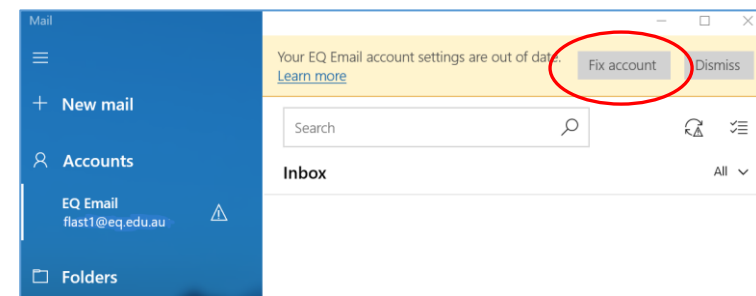 Mail
Your EQ Email account settings are out of date.
Learn more
Fix account
Dismiss
New mail
Search
Accounts
Inbox
All
EQ Email
flast1@eq.edu.au
Folders